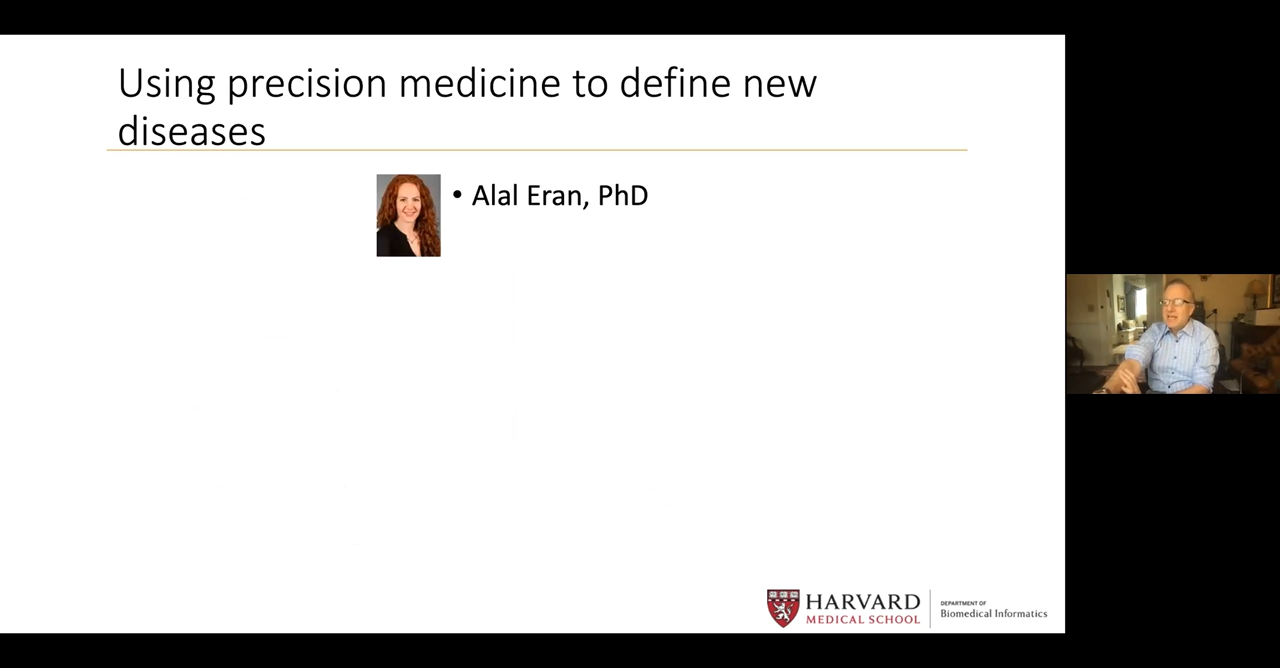 Using precision medicine to define new
diseases
• Alal Eran, PhD
HARVARD
MEDICAL SCHOOL
DEPARTMENT OF
Biomedical Informatics